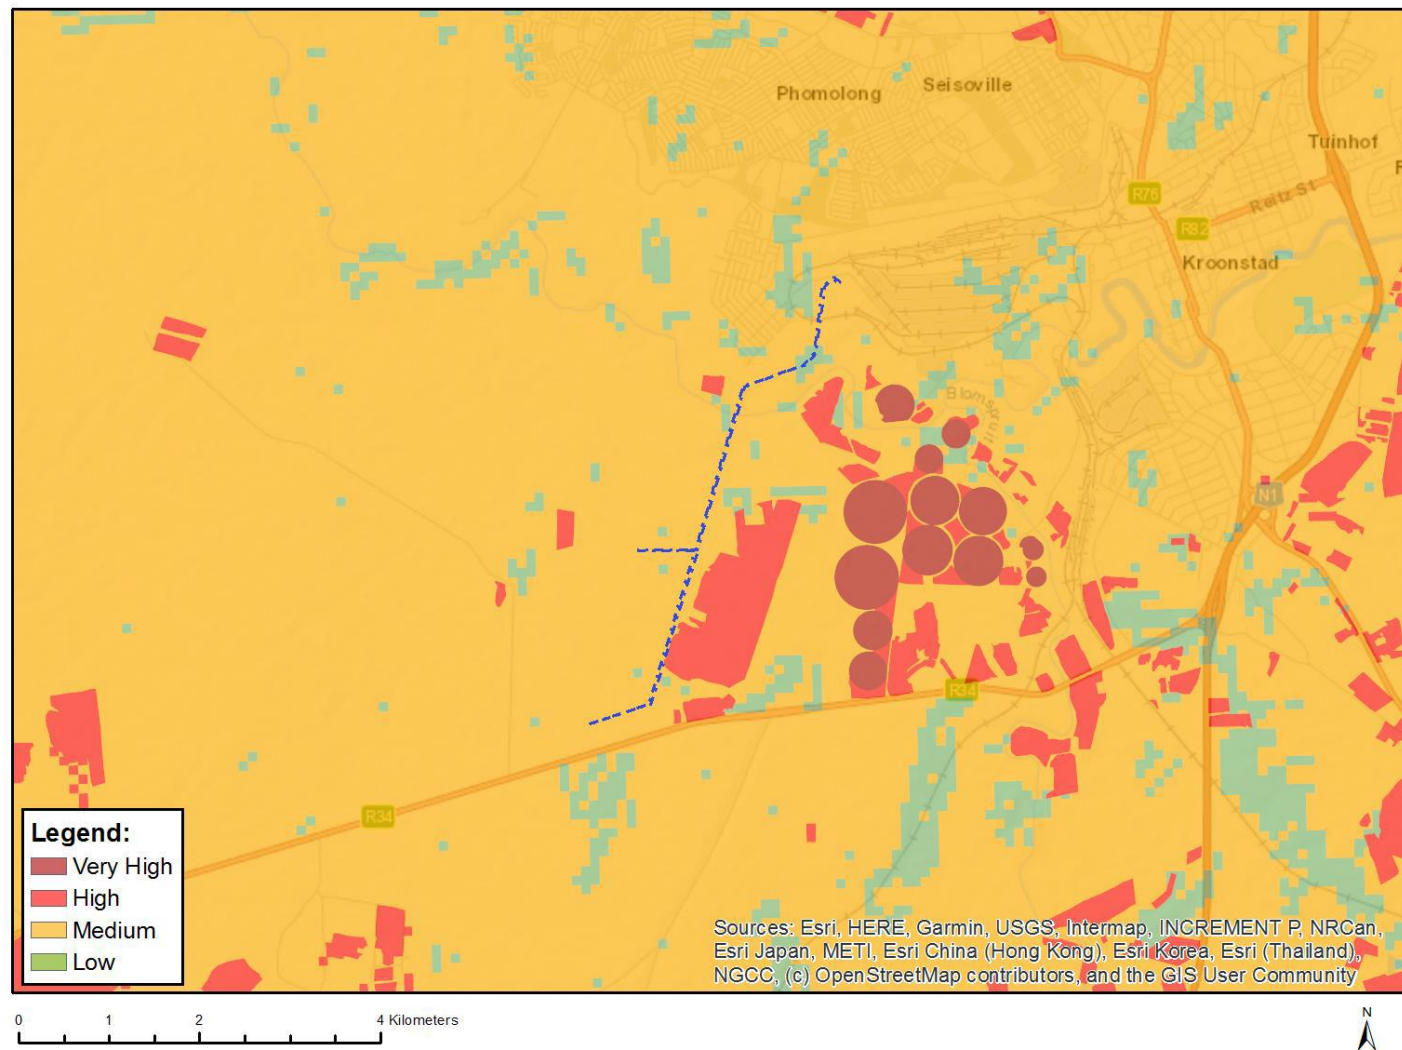 Phomolong
Seisoville
Tuinhof
F
R76
Reitz St
R82
Kroonstad
Blomspruit
N1
R34
R34
Legend:
Very High
High
Medium
Low
Sources: Esri, HERE, Garmin, USGS, Intermap, INCREMENT P, NRCan,
Esri Japan, METI, Esri China (Hong Kong), Esri Korea, Esri (Thailand),
NGCC, (c) OpenStreetMap contributors, and the GIS User Community
0 1 2 4 Kilometers
N